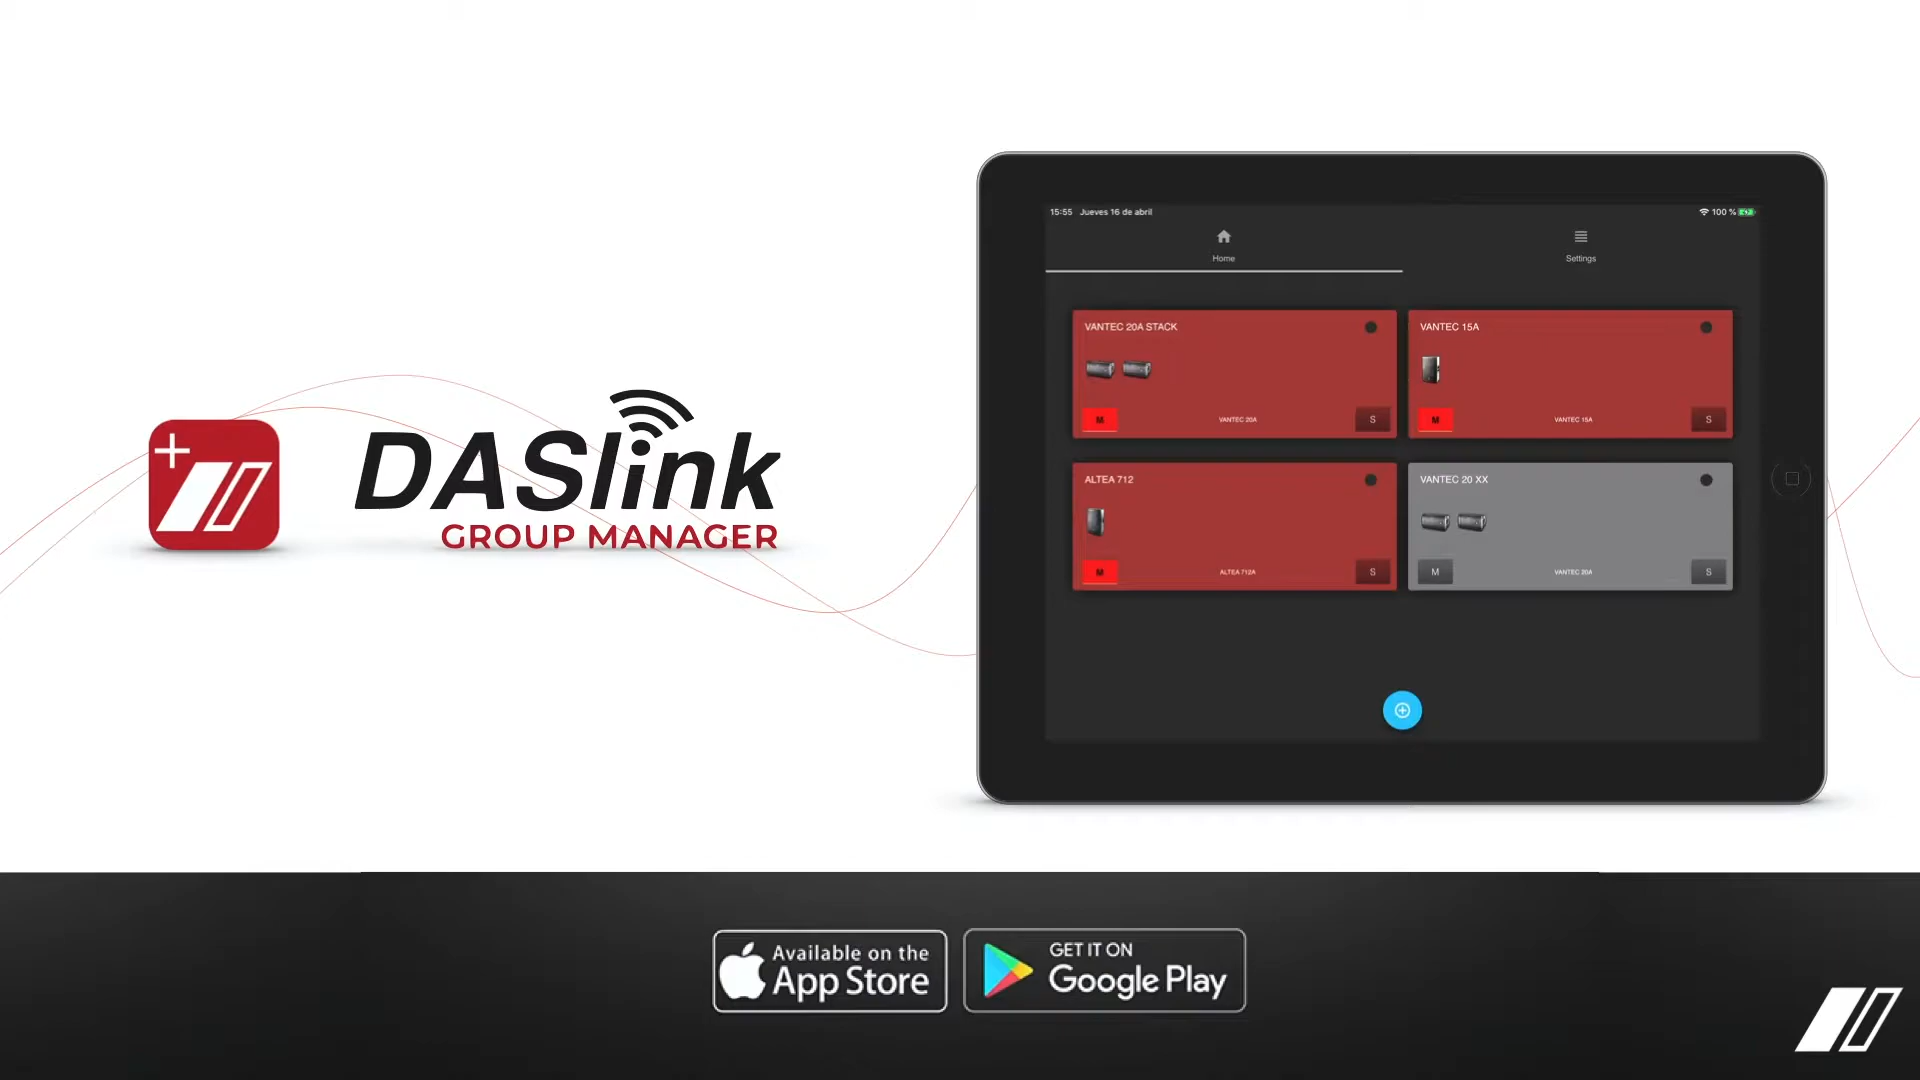 DASlink
GROUP MANAGER
15:55 Jueves 16 de abril
100 %
Home
Settings
VANTEC 20A STACK
M
VANTEC 20A
S
VANTEC 15A
M
VANTEC 15A
S
ALTEA 712
M
ALTEA 712A
S
VANTEC 20 XX
M
VANTEC 20A
S
Available on the
App Store
GET IT ON
Google Play